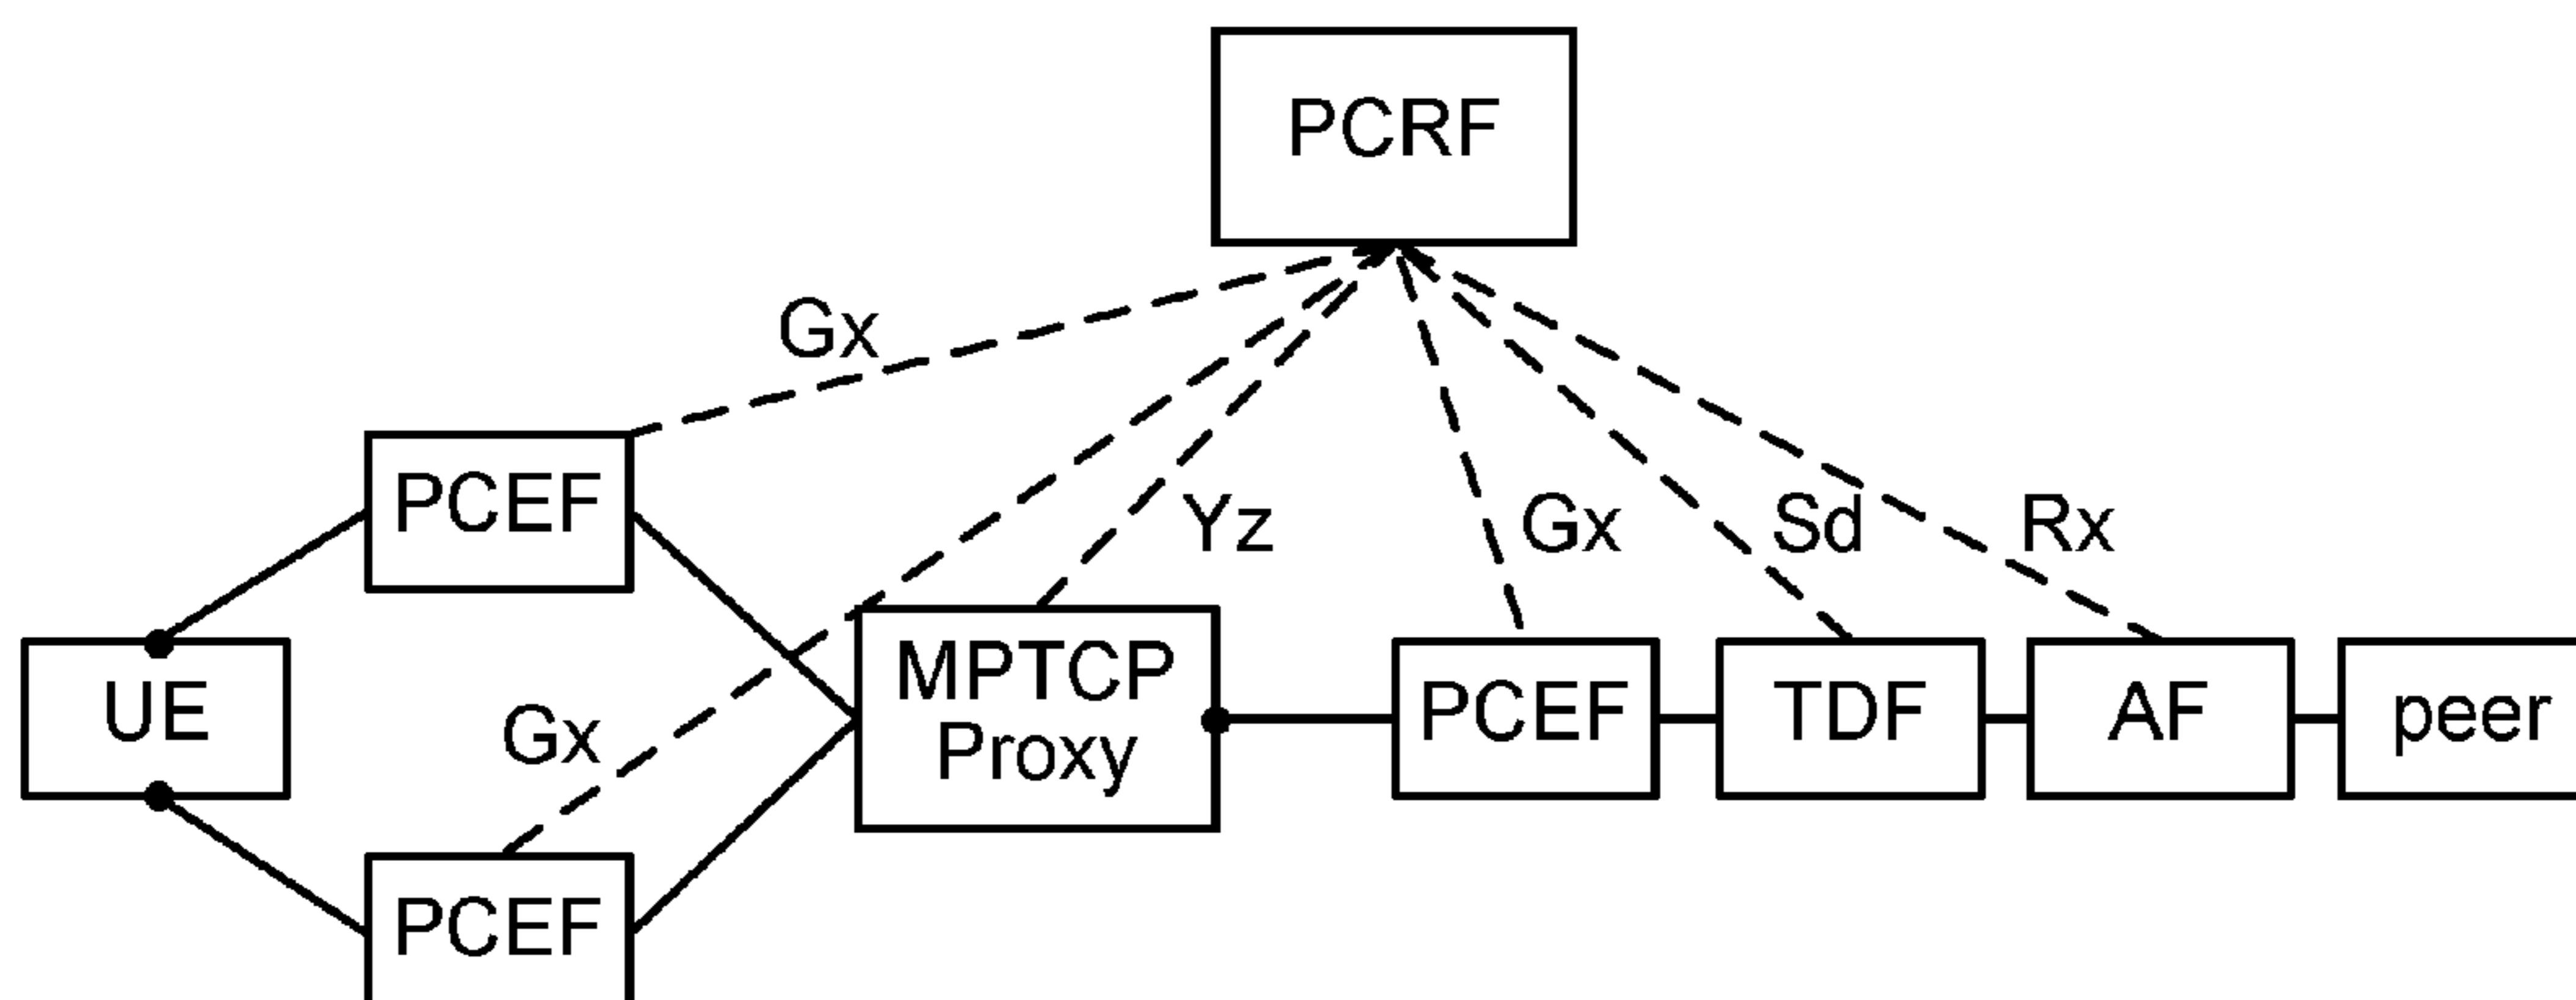 PCRF
Gx
PCEF
Yz
Gx
Sd
Rx
UE
MPTCP
Proxy
Gx
PCEF
TDF
AF
peer
PCEF